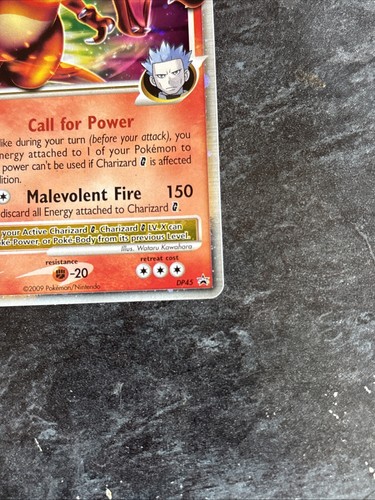 Call for Power
like during your turn (before your attack), you
nergy attached to 1 of your Pokémon to
power can't be used if Charizard G is affected
dition.
Malevolent Fire 150
discard all Energy attached to Charizard G.
your Active Charizard G. Charizard G LV.X can
oké-Power, or Poké-Body from its previous Level.
Illus. Wataru Kawahara
resistance
-20
retreat cost
DP45
©2009 Pokémon/Nintendo